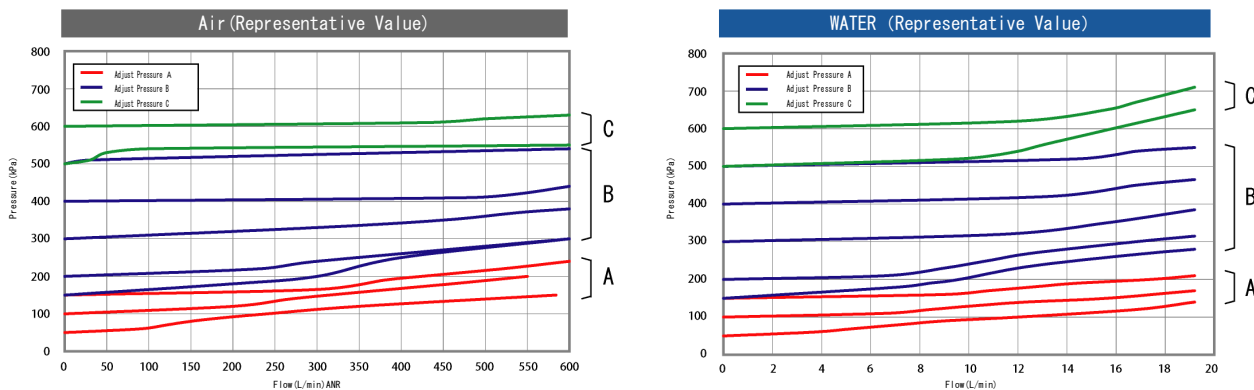 Air(Representative Value)
800
700
600
500
400
300
200
100
0
Pressure(kPa)
Adjust Pressure A
Adjust Pressure B
Adjust Pressure C
C
B
A
0 50 100 150 200 250 300 350 400 450 500 550 600
Flow(L/min)ANR
WATER (Representative Value)
800
700
600
500
400
300
200
100
0
Pressure(kPa)
Adjust Pressure A
Adjust Pressure B
Adjust Pressure C
C
B
A
0 2 4 6 8 10 12 14 16 18 20
Flow(L/min)